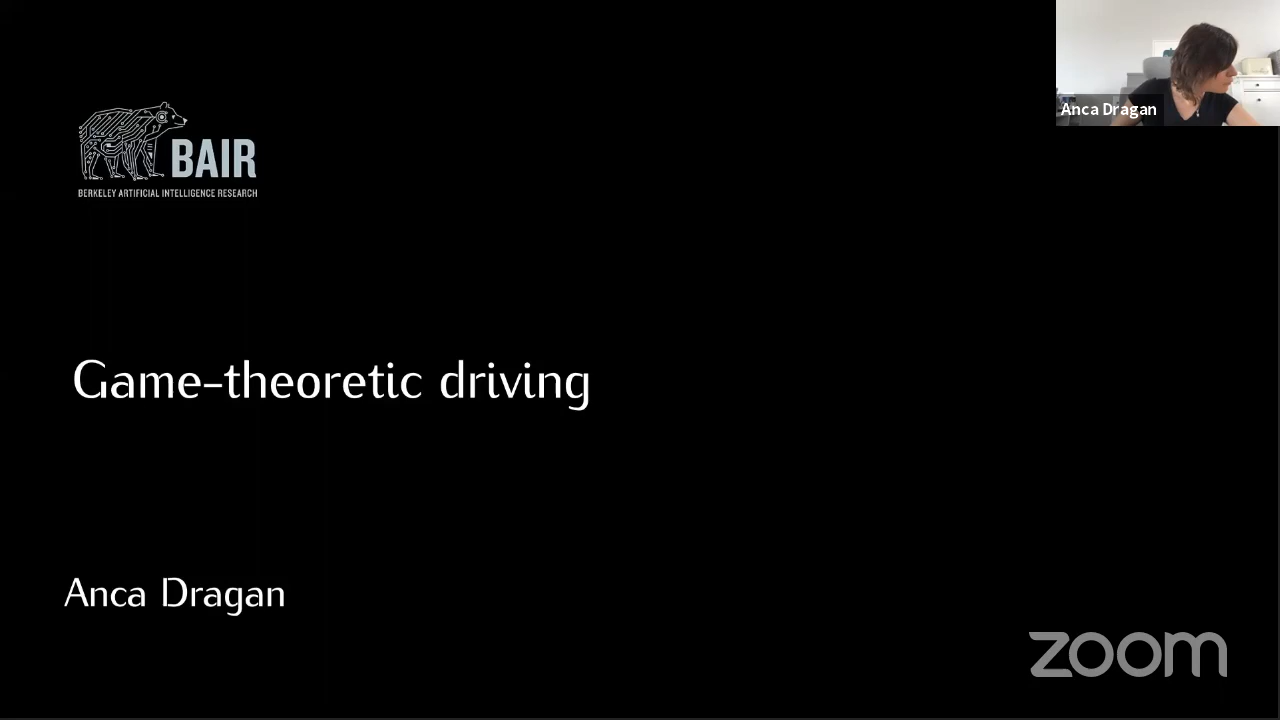 Anca Dragan
BAIR
BERKELEY ARTIFICIAL INTELLIGENCE RESEARCH
Game-theoretic driving
Anca Dragan
zoom